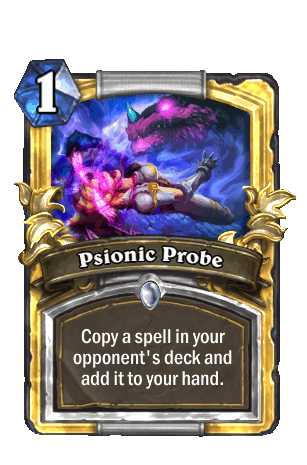 1
Psionic Probe
Copy a spell in your
opponent's deck and
add it to your hand.